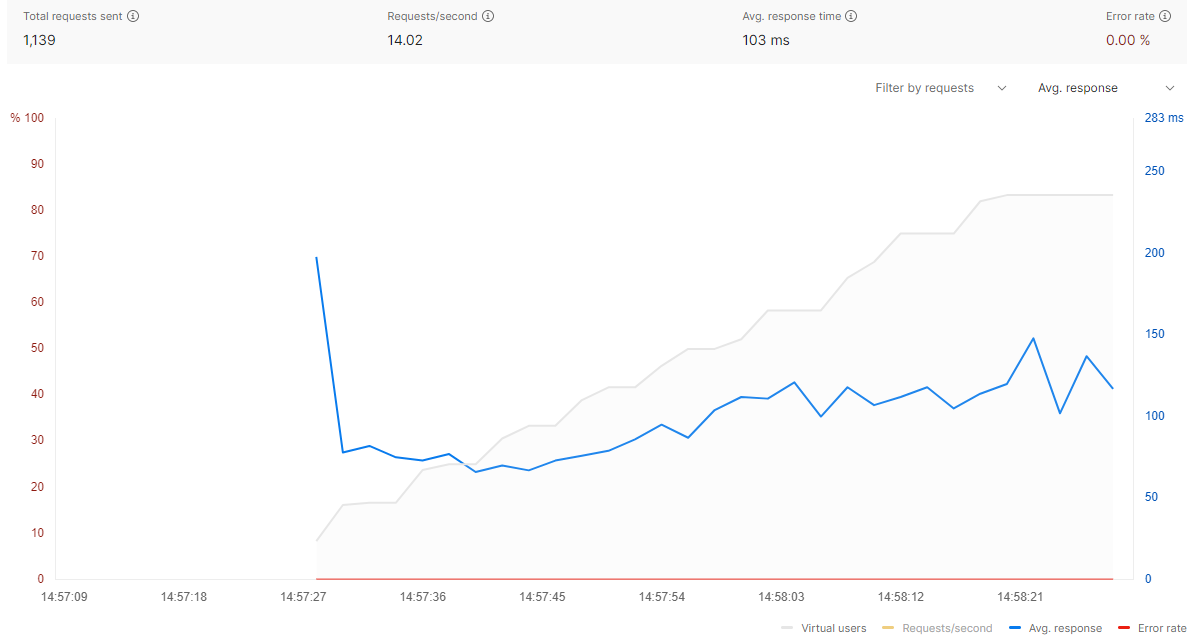 Total requests sent Requests/second Avg. response time Error rate
1,139 14.02 103 ms 0.00 %
Filter by requests Avg. response
% 100 283 ms
90
250
80
70
200
60
150
50
40
100
30
20
50
10
0 0
14:57:09 14:57:18 14:57:27 14:57:36 14:57:45 14:57:54 14:58:03 14:58:12 14:58:21
Virtual users Requests/second Avg. response Error rate